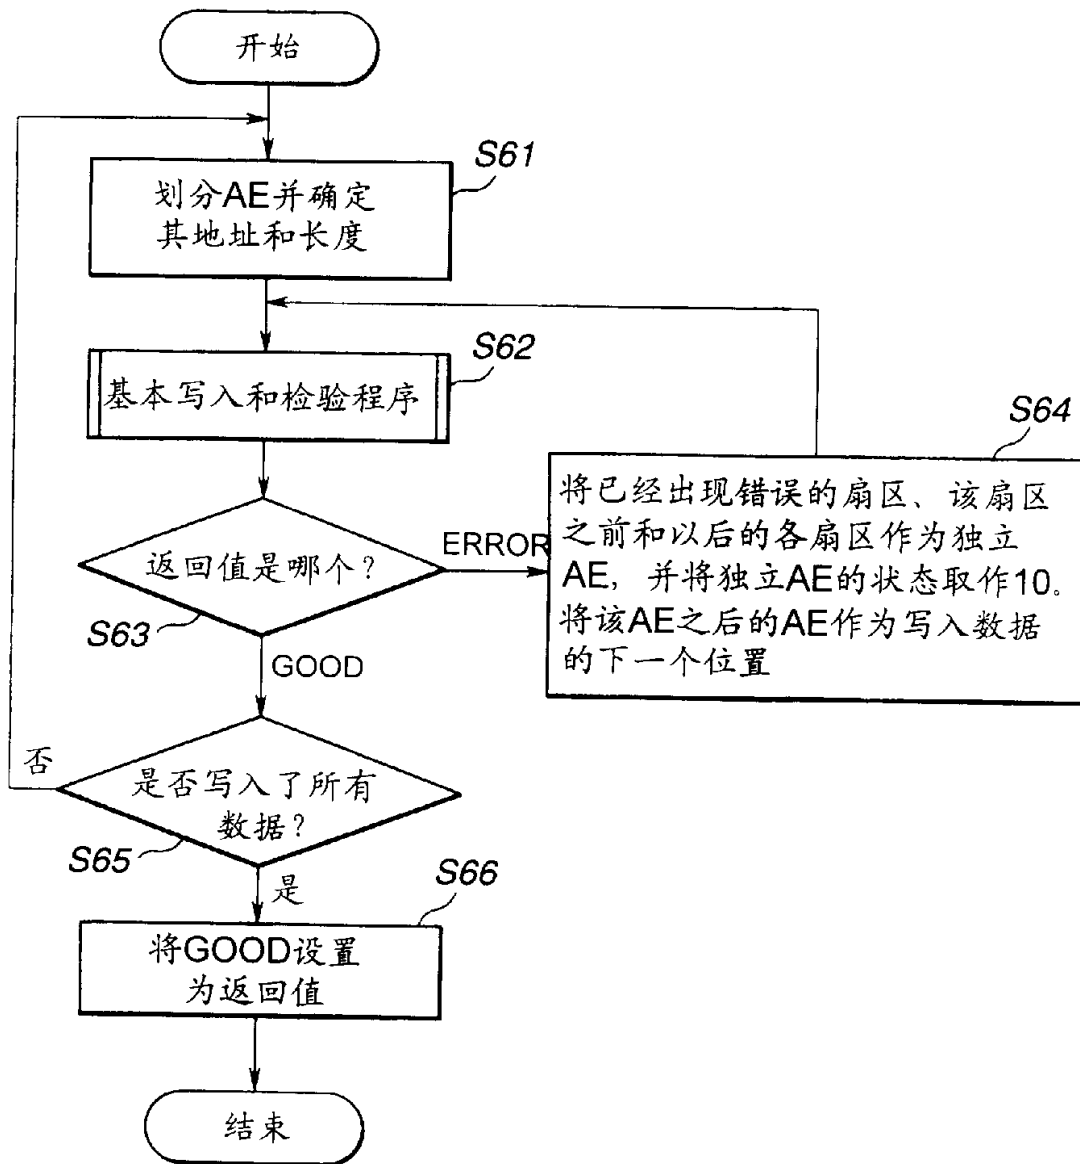 开始
S61
划分AE并确定
其地址和长度
S62
基本写入和检验程序
S64
将已经出现错误的扇区、该扇区
之前和以后的各扇区作为独立
AE，并将独立AE的状态取作10。
将该AE之后的AE作为写入数据
的下一个位置
返回值是哪个？
ERROR
S63
GOOD
否
是否写入了所有
数据？
S65
是
S66
将GOOD设置
为返回值
结束